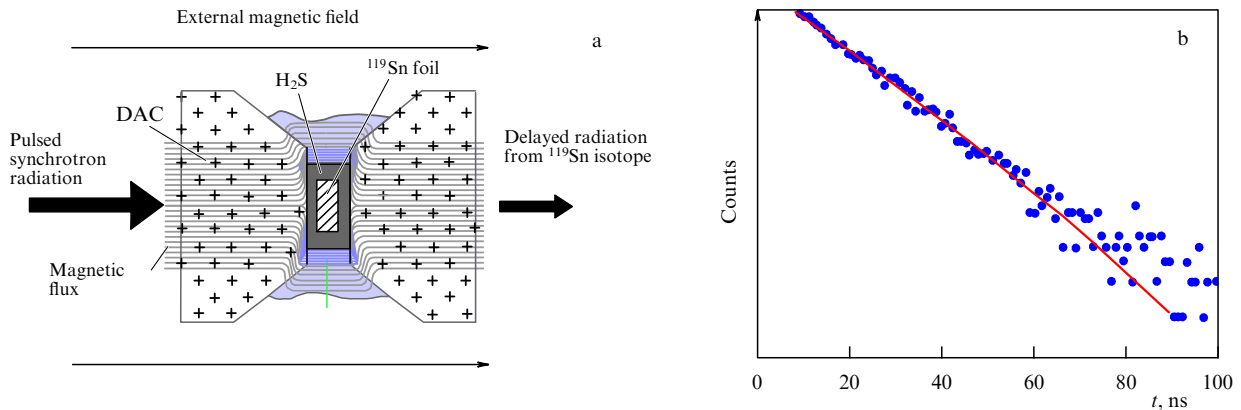 External magnetic field
a
H₂S
¹¹⁹Sn foil
DAC
Pulsed
synchrotron
radiation
Delayed radiation
from ¹¹⁹Sn isotope
Magnetic
flux
b
Counts
0
20
40
60
80
100
t, ns